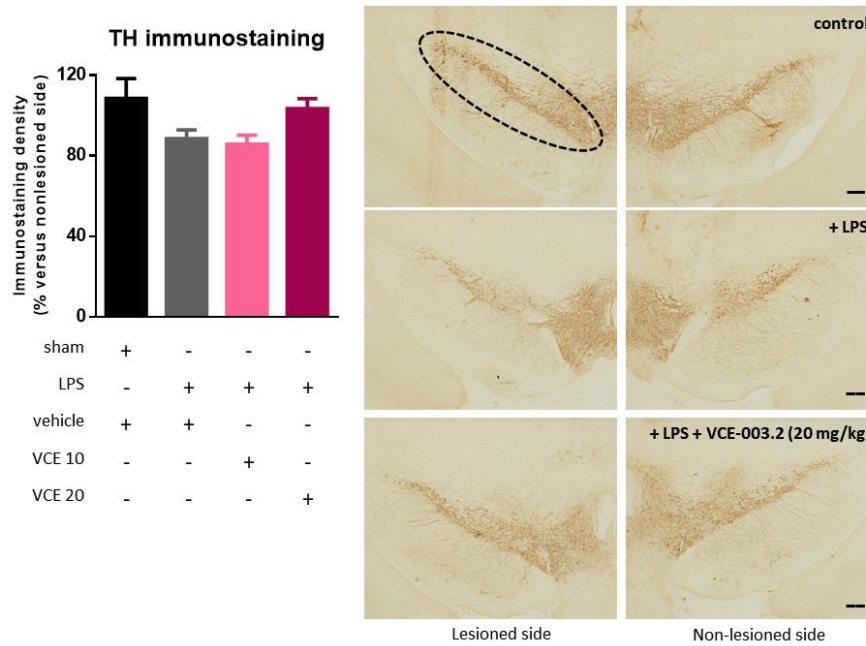 TH immunostaining
Immunostaining density
(% versus nonlesioned side)
120
80
40
0
sham + - - -
LPS - + + +
vehicle + + - -
VCE 10 - - + -
VCE 20 - - - +
control
+ LPS
+ LPS + VCE-003.2 (20 mg/kg
Lesioned side
Non-lesioned side